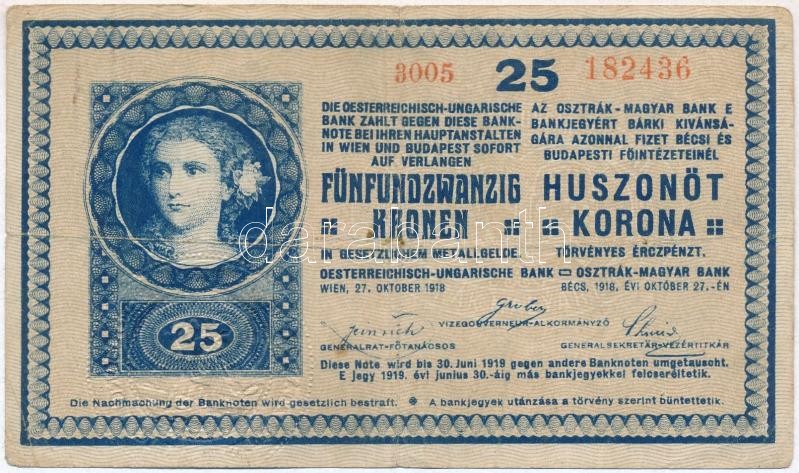 3005 25 182436
DIE OESTERREICHISCH-UNGARISCHE
BANK ZAHLT GEGEN DIESE BANK-
NOTE BEI IHREN HAUPTANSTALTEN
IN WIEN UND BUDAPEST SOFORT
AUF VERLANGEN
FÜNFUNDZWANZIG
KRONEN
IN GESETZLICHEM METALLGELDE.
AZ OSZTRÁK-MAGYAR BANK E
BANKJEGYÉRT BÁRKI KIVÁNSÁ-
GÁRA AZONNAL FIZET BÉCSI ÉS
BUDAPESTI FŐINTÉZETEINÉL
HUSZONÖT
KORONA
TÖRVÉNYES ÉRCZPÉNZT.
OESTERREICHISCH-UNGARISCHE BANK OSZTRÁK-MAGYAR BANK
WIEN, 27. OKTOBER 1918 BÉCS, 1918. ÉVI OKTÓBER 27.-ÉN
VIZEGOUVERNEUR-ALKORMÁNYZÓ
GENERALRAT-FŐTANÁCSOS GENERALSEKRETÄR-VEZÉRTITKÁR
Diese Note wird bis 30. Juni 1919 gegen andere Banknoten umgetauscht.
E jegy 1919. évi junius 30.-áig más bankjegyekkel felcseréltetik.
25
Die Nachmachung der Banknoten wird gesetzlich bestraft. A bankjegyek utánzása a törvény szerint büntettetik.
darabanth